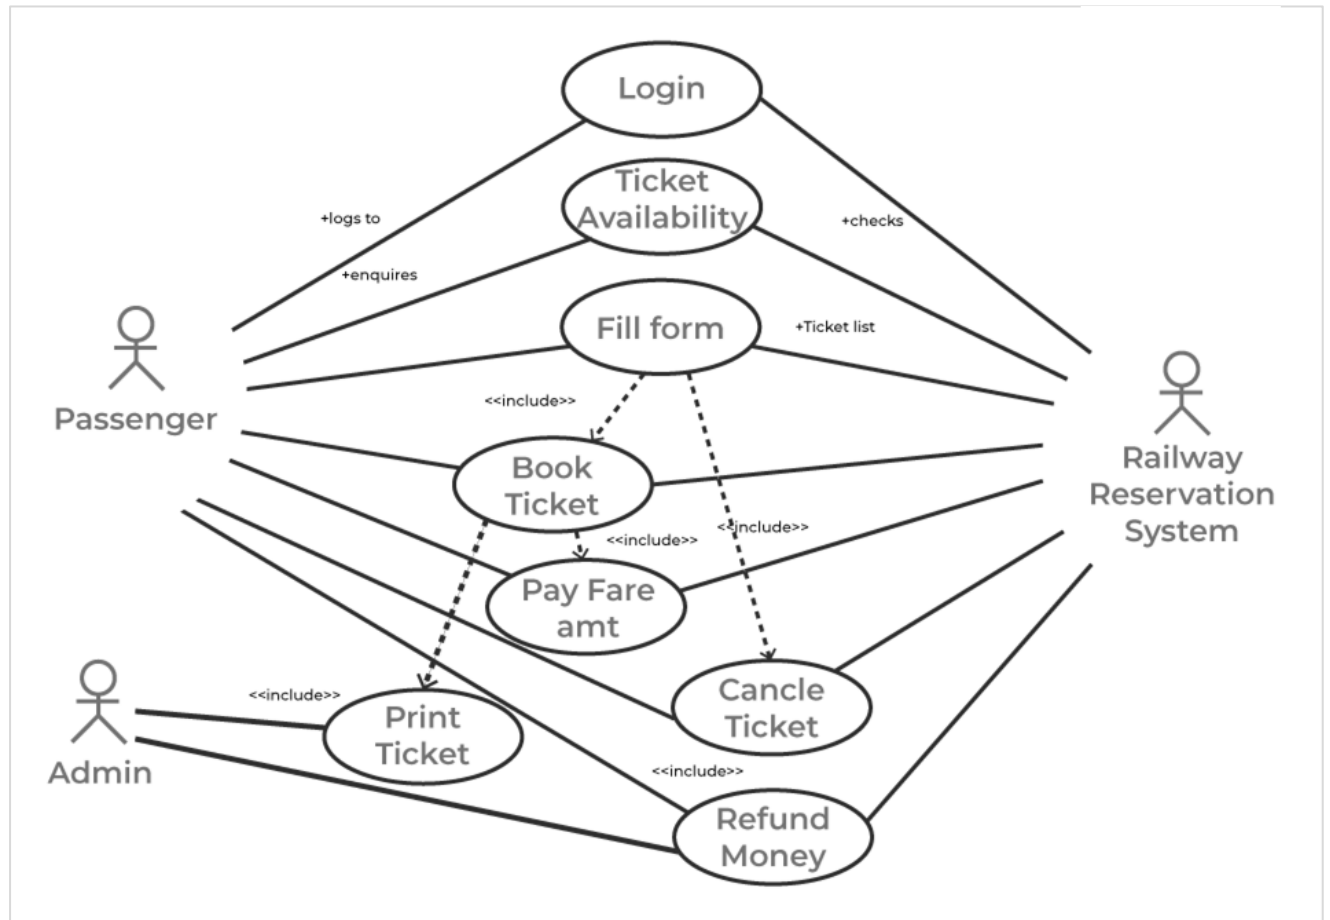 Login
Ticket
Availability
+logs to
+checks
+enquires
Fill form
+Ticket list
<<include>>
Passenger
Book
Ticket
Railway
Reservation
System
<<include>>
<<include>>
Pay Fare
amt
<<include>>
Print
Ticket
Cancle
Ticket
Admin
<<include>>
Refund
Money